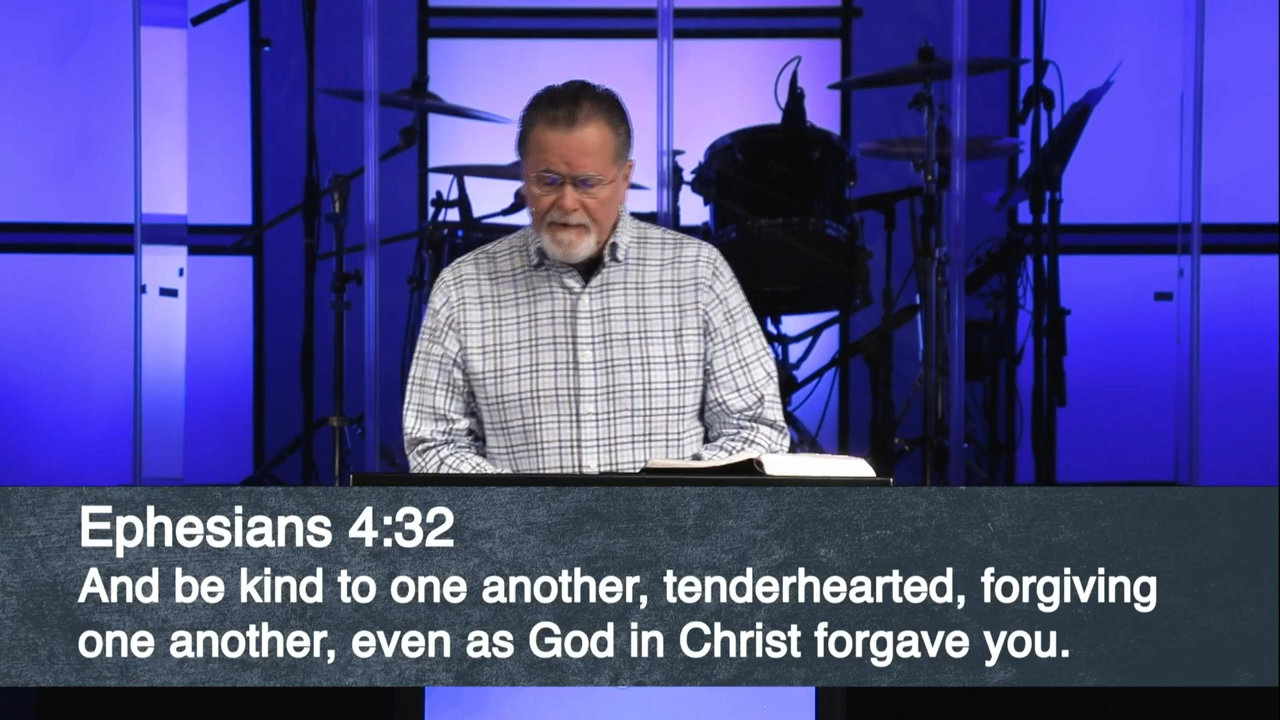 Ephesians 4:32
And be kind to one another, tenderhearted, forgiving
one another, even as God in Christ forgave you.